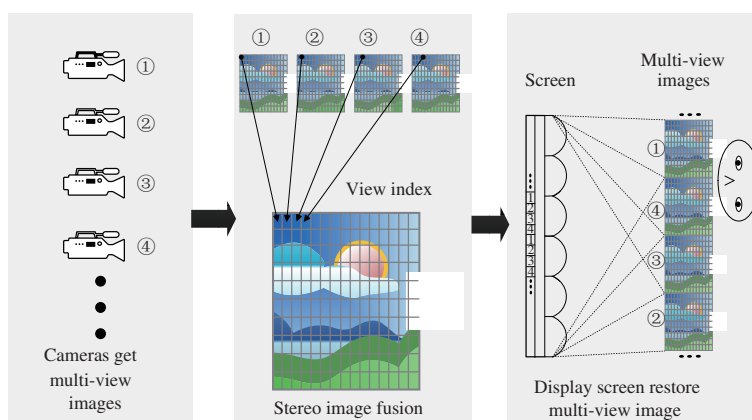 ①
②
③
④
Cameras get
multi-view
images
① ② ③ ④
View index
Stereo image fusion
Screen
Multi-view
images
1
2
3
4
1
2
3
4
①
④
③
②
Display screen restore
multi-view image